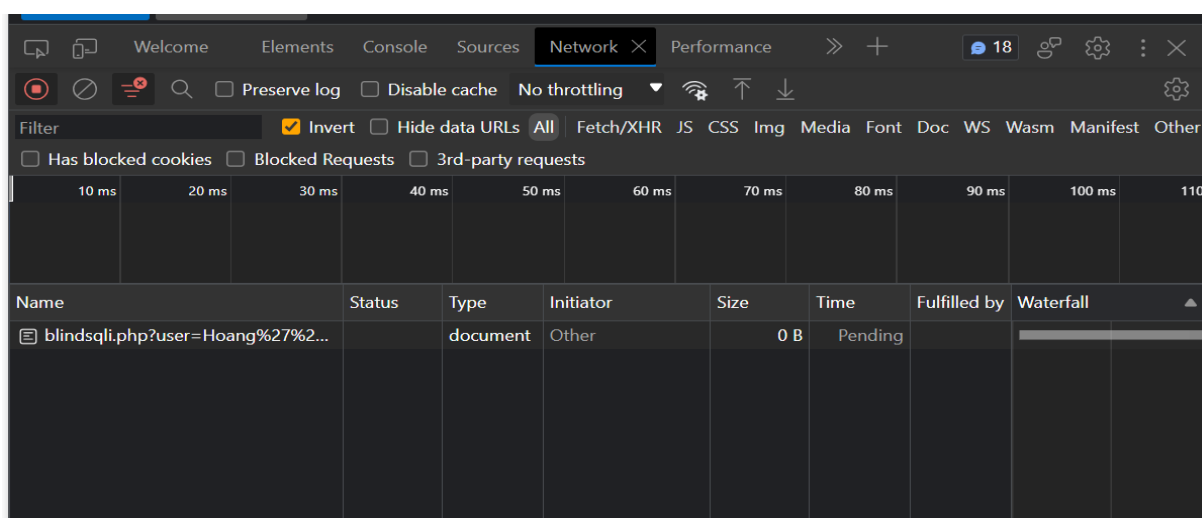 Welcome Elements Console Sources Network Performance 18
Preserve log Disable cache No throttling
Filter Invert Hide data URLs All Fetch/XHR JS CSS Img Media Font Doc WS Wasm Manifest Other
Has blocked cookies Blocked Requests 3rd-party requests
10 ms 20 ms 30 ms 40 ms 50 ms 60 ms 70 ms 80 ms 90 ms 100 ms 110
Name Status Type Initiator Size Time Fulfilled by Waterfall
blindsqli.php?user=Hoang%27%2... document Other 0 B Pending